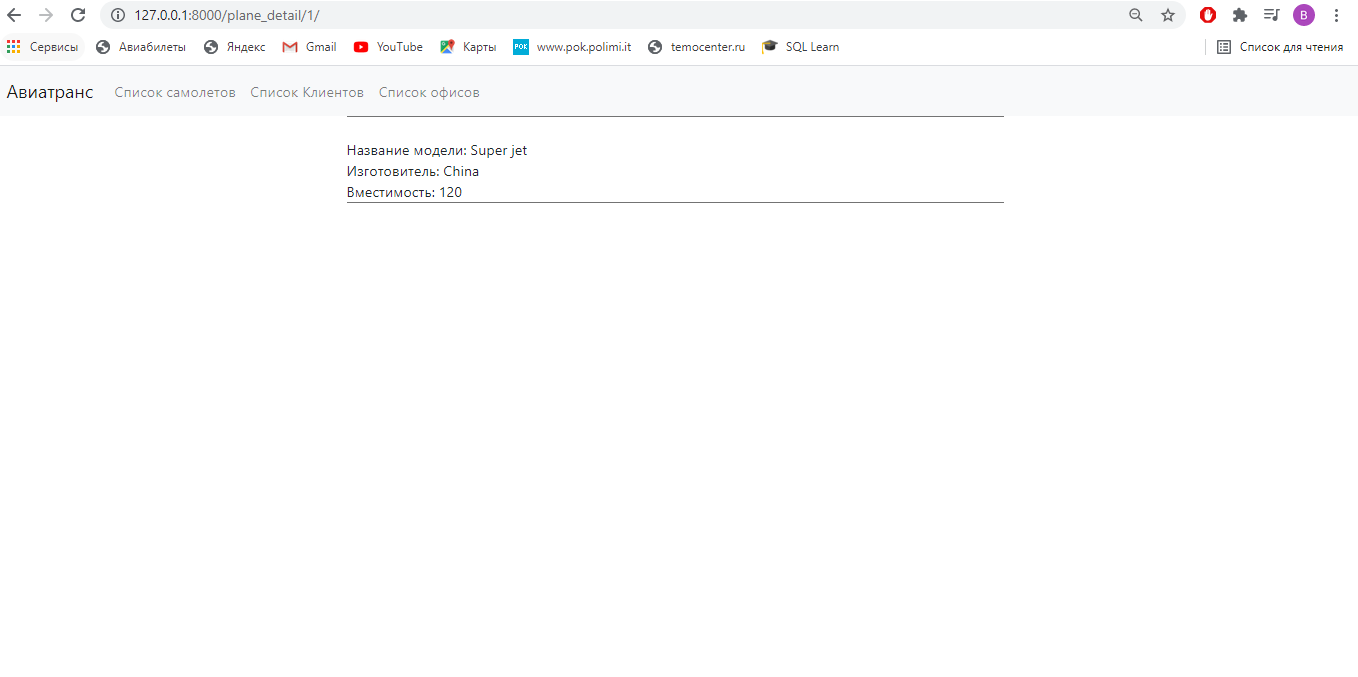 127.0.0.1:8000/plane_detail/1/
B
Сервисы Авиабилеты Яндекс Gmail YouTube Карты POK www.pok.polimi.it temocenter.ru SQL Learn Список для чтения
Авиатранс Список самолетов Список Клиентов Список офисов
Название модели: Super jet
Изготовитель: China
Вместимость: 120